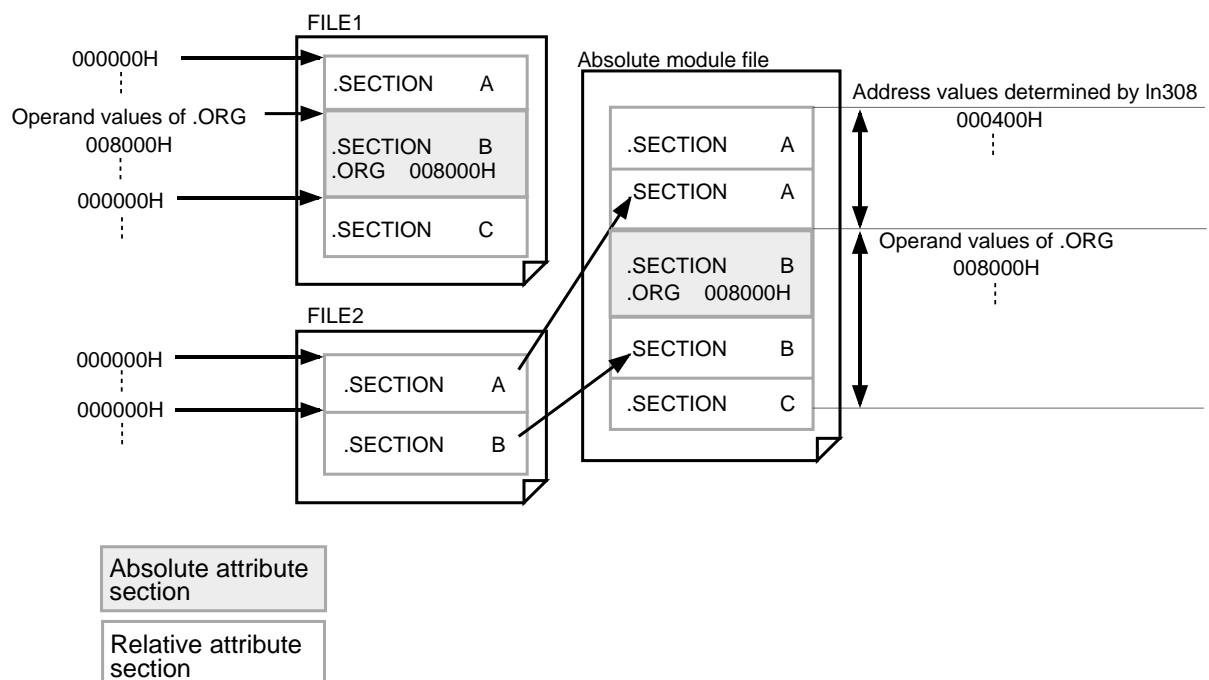 FILE1
000000H
.SECTION A
Operand values of .ORG
008000H
.SECTION B
.ORG 008000H
000000H
.SECTION C
FILE2
000000H
.SECTION A
000000H
.SECTION B
Absolute module file
.SECTION A
.SECTION A
.SECTION B
.ORG 008000H
.SECTION B
.SECTION C
Address values determined by ln308
000400H
Operand values of .ORG
008000H
Absolute attribute
section
Relative attribute
section